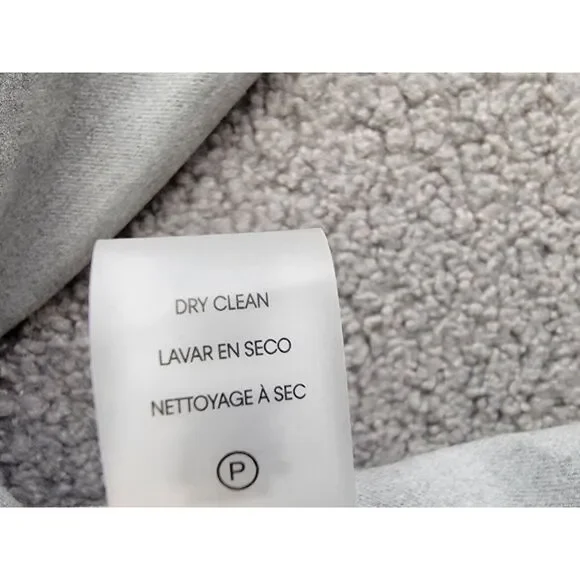 DRY CLEAN
LAVAR EN SECO
NETTOYAGE À SEC
P